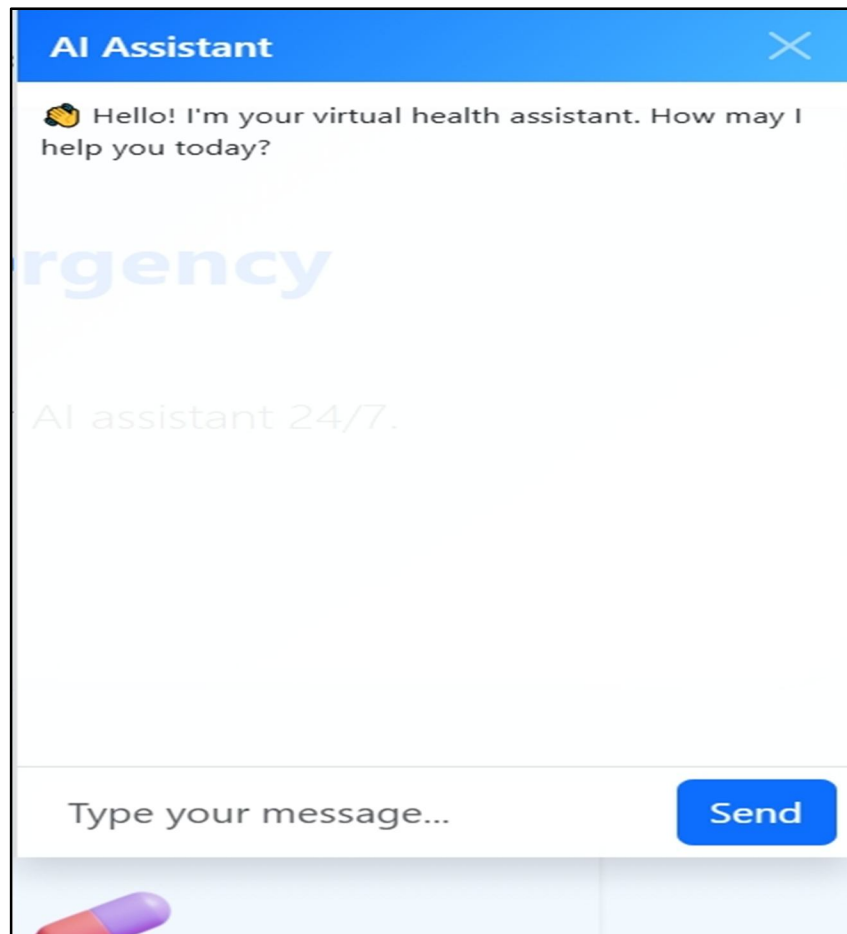 AI Assistant
👋 Hello! I'm your virtual health assistant. How may I
help you today?
rgency
AI assistant 24/7.
Type your message...
Send